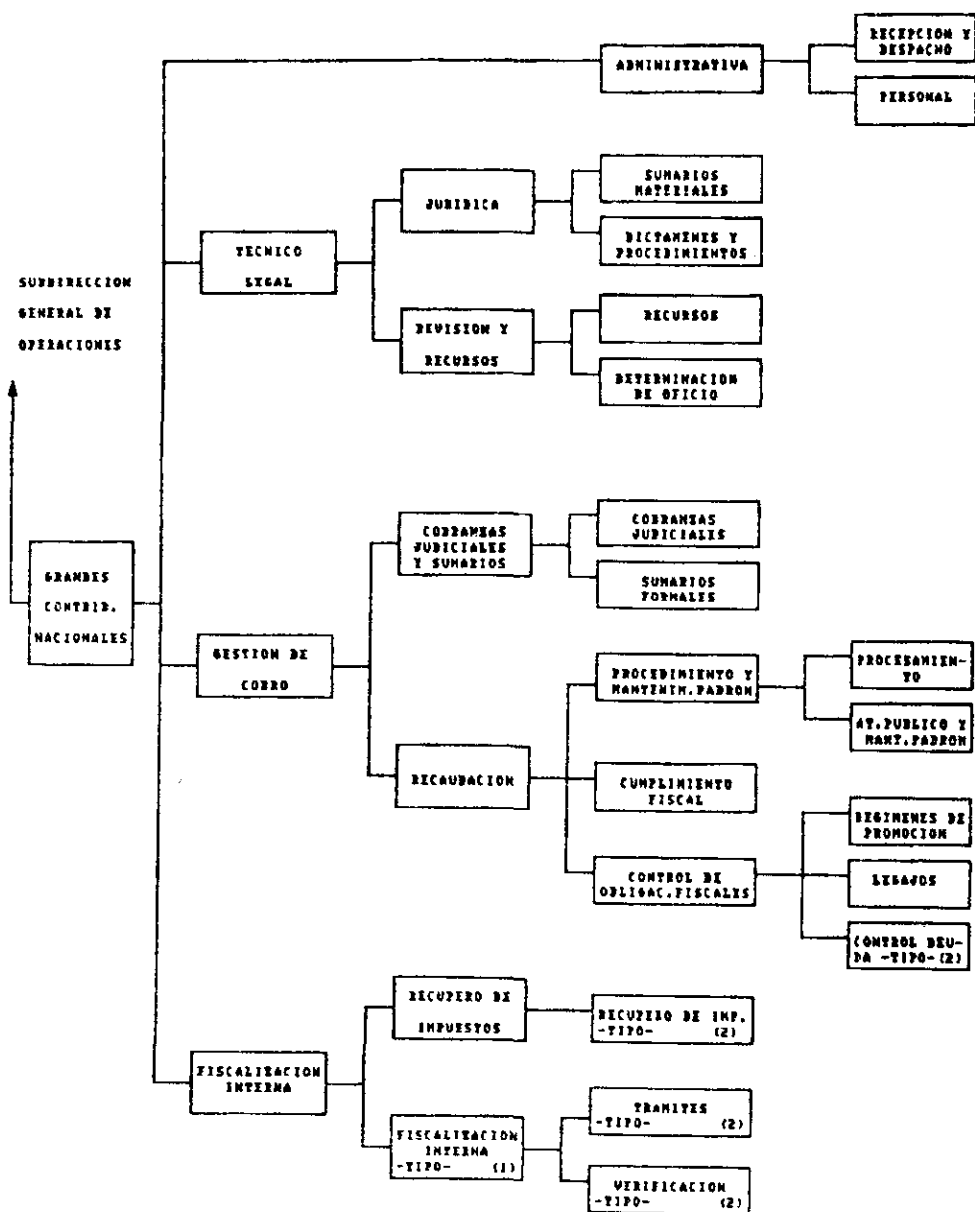 SUBDIRECCION
GENERAL DE
OPERACIONES
GRANDES
CONTRIB.
NACIONALES
ADMINISTRATIVA
RECEPCION Y
DESPACHO
PERSONAL
TECNICO
LEGAL
JURIDICA
SUMARIOS
MATERIALES
DICTAMENES Y
PROCEDIMIENTOS
REVISION Y
RECURSOS
RECURSOS
DETERMINACION
DE OFICIO
GESTION DE
COBRO
COBRANZAS
JUDICIALES
Y SUMARIOS
COBRANZAS
JUDICIALES
SUMARIOS
FORMALES
RECAUDACION
PROCEDIMIENTO Y
MANTENIM.PADRON
PROCESAMIEN-
TO
AT.PUBLICO Y
MANT.PADRON
CUMPLIMIENTO
FISCAL
CONTROL DE
OBLIGAC.FISCALES
REGIMENES DE
PROMOCION
LEGAJOS
CONTROL DEU-
DA -TIPO-(2)
FISCALIZACION
INTERNA
RECUPERO DE
IMPUESTOS
RECUPERO DE IMP.
-TIPO- (2)
FISCALIZACION
INTERNA
-TIPO- (1)
TRAMITES
-TIPO- (2)
VERIFICACION
-TIPO- (2)